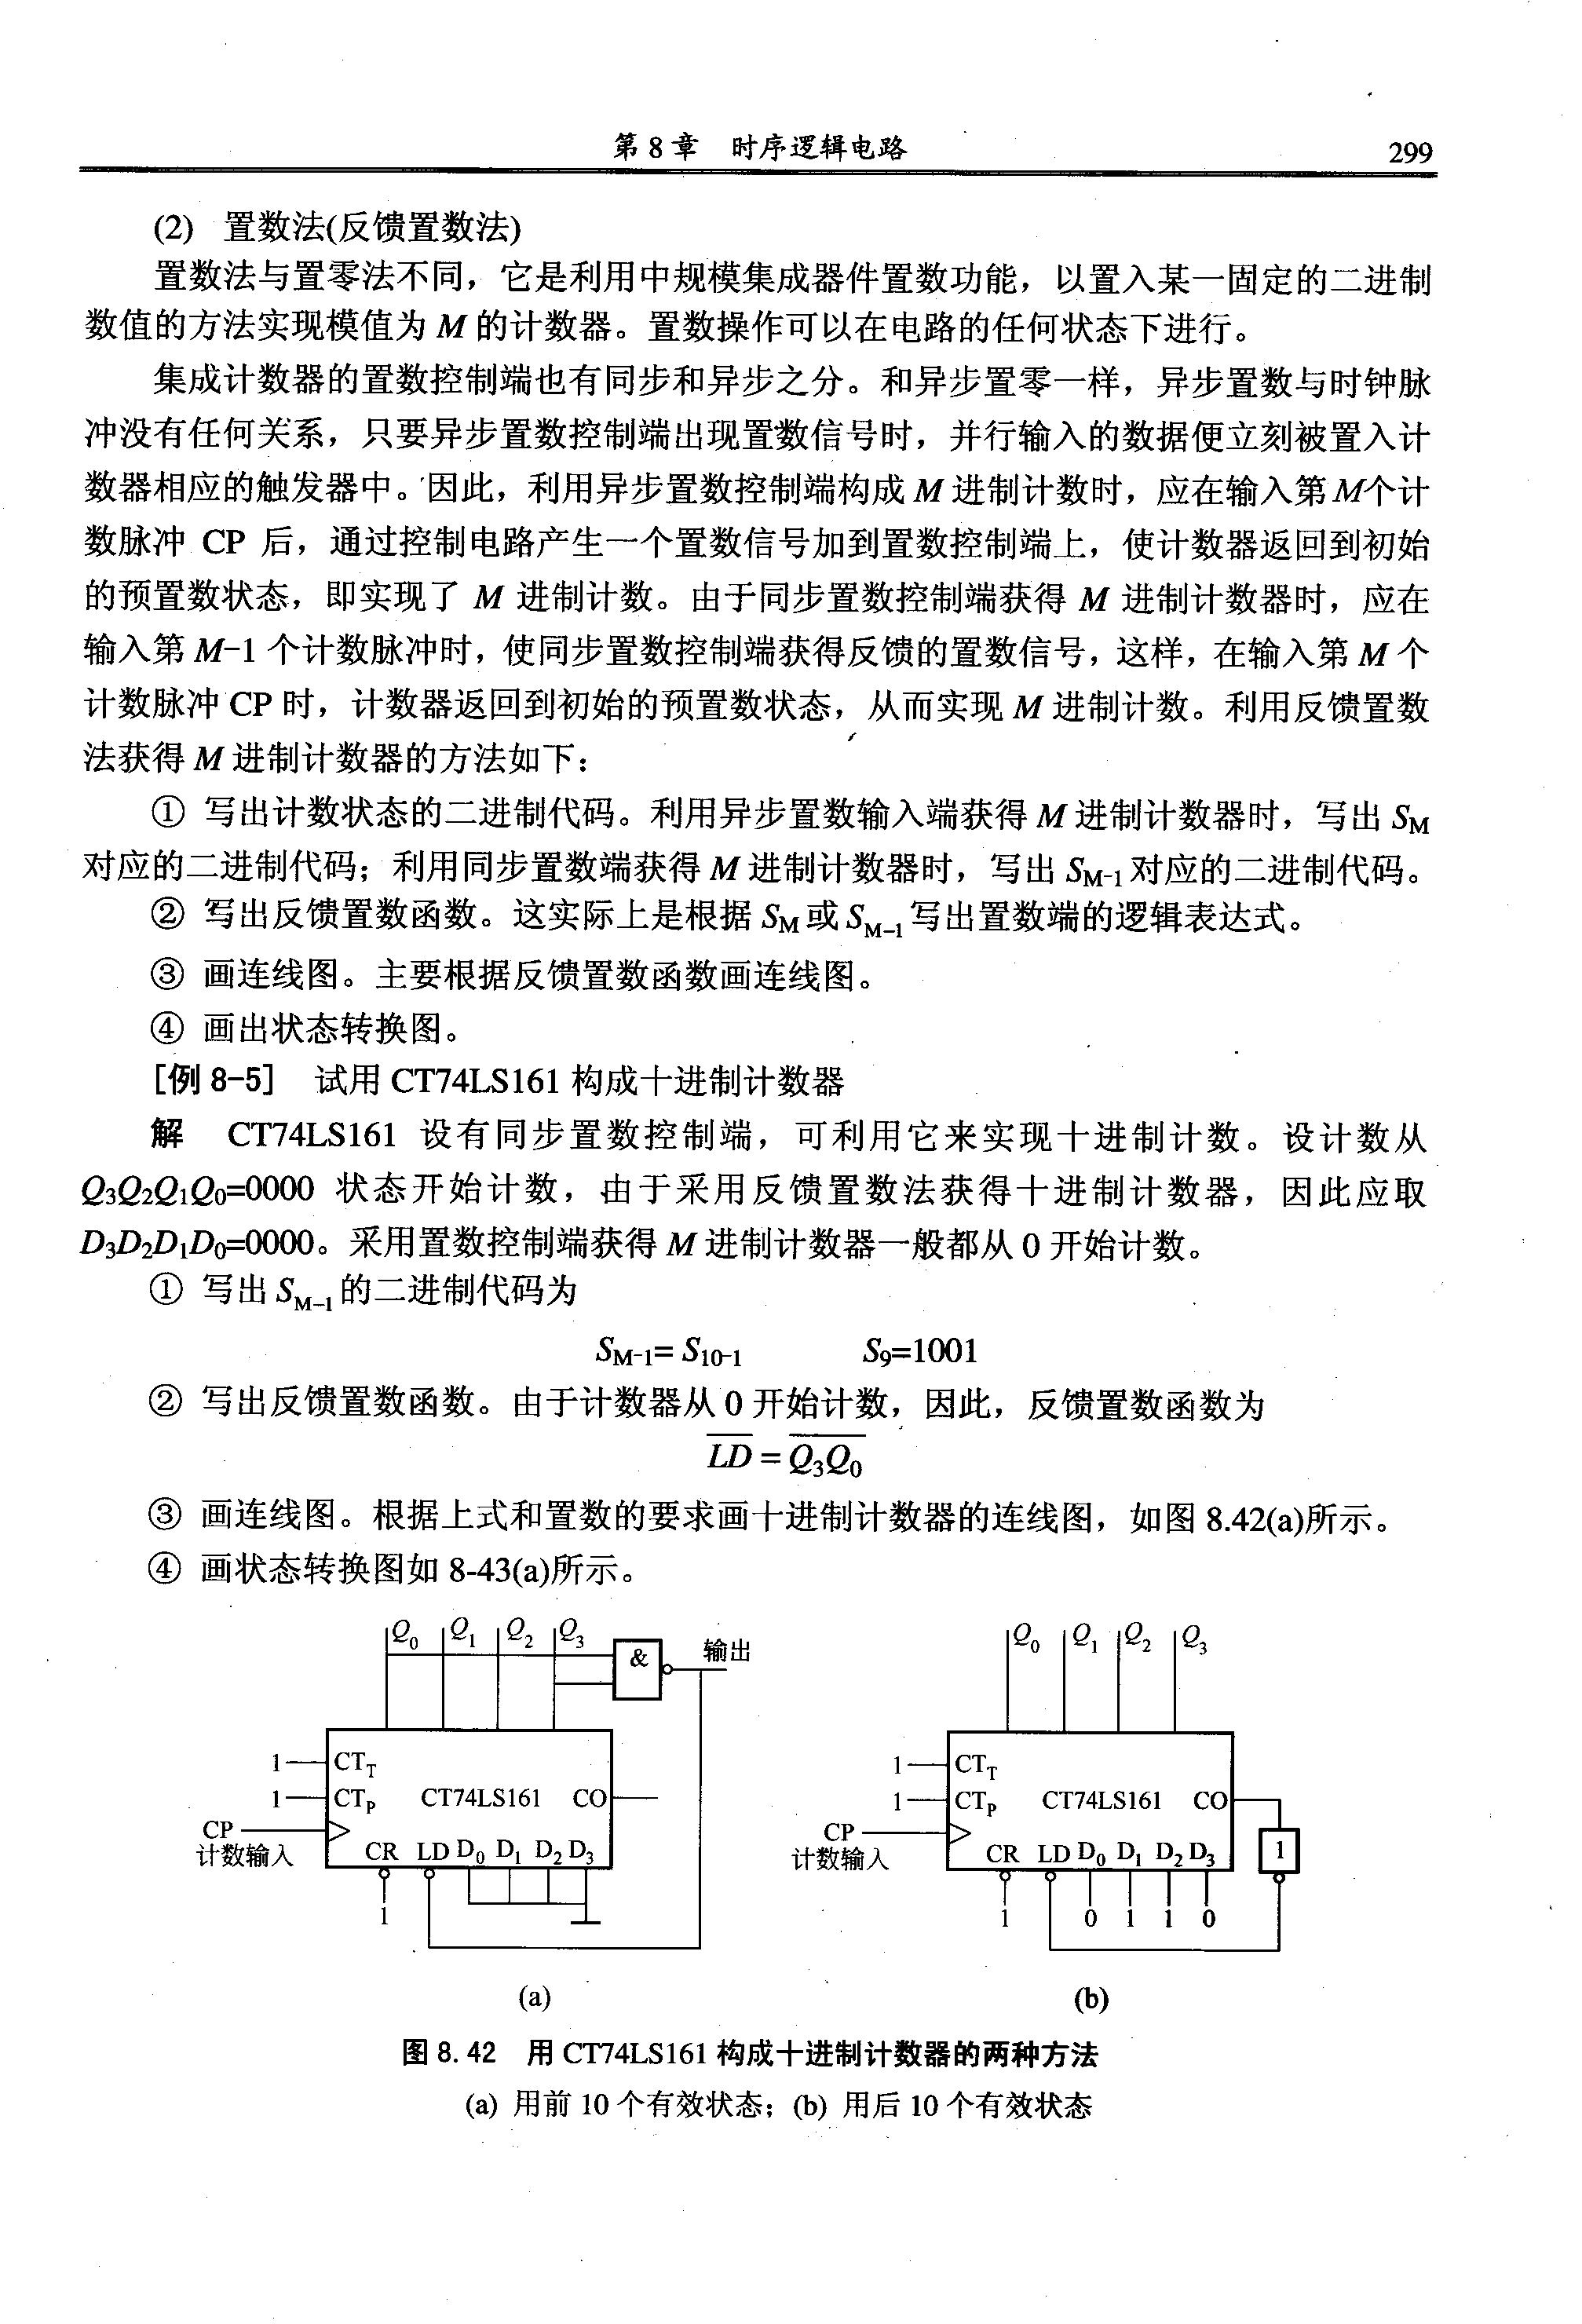 第 8 章　时序逻辑电路
299
(2) 置数法(反馈置数法)
置数法与置零法不同，它是利用中规模集成器件置数功能，以置入某一固定的二进制
数值的方法实现模值为 M 的计数器。置数操作可以在电路的任何状态下进行。
集成计数器的置数控制端也有同步和异步之分。和异步置零一样，异步置数与时钟脉
冲没有任何关系，只要异步置数控制端出现置数信号时，并行输入的数据便立刻被置入计
数器相应的触发器中。因此，利用异步置数控制端构成 M 进制计数时，应在输入第 M个计
数脉冲 CP 后，通过控制电路产生一个置数信号加到置数控制端上，使计数器返回到初始
的预置数状态，即实现了 M 进制计数。由于同步置数控制端获得 M 进制计数器时，应在
输入第 M-1 个计数脉冲时，使同步置数控制端获得反馈的置数信号，这样，在输入第 M 个
计数脉冲 CP 时，计数器返回到初始的预置数状态，从而实现 M 进制计数。利用反馈置数
法获得 M 进制计数器的方法如下：
① 写出计数状态的二进制代码。利用异步置数输入端获得 M 进制计数器时，写出 SM
对应的二进制代码；利用同步置数端获得 M 进制计数器时，写出 SM-1 对应的二进制代码。
② 写出反馈置数函数。这实际上是根据 SM 或 SM-1 写出置数端的逻辑表达式。
③ 画连线图。主要根据反馈置数函数画连线图。
④ 画出状态转换图。
[例 8-5]　试用 CT74LS161 构成十进制计数器
解　CT74LS161 设有同步置数控制端，可利用它来实现十进制计数。设计数从
Q3Q2Q1Q0=0000 状态开始计数，由于采用反馈置数法获得十进制计数器，因此应取
D3D2D1D0=0000。采用置数控制端获得 M 进制计数器一般都从 0 开始计数。
① 写出 SM-1 的二进制代码为
SM-1= S10-1　　S9=1001
② 写出反馈置数函数。由于计数器从 0 开始计数，因此，反馈置数函数为
L̅D̅ = Q̅3̅Q̅0̅
③ 画连线图。根据上式和置数的要求画十进制计数器的连线图，如图 8.42(a)所示。
④ 画状态转换图如 8-43(a)所示。
Q0 Q1 Q2 Q3
& 输出
1 CTT
1 CTP CT74LS161 CO
CP
计数输入
CR LD D0 D1 D2 D3
1
(a)
Q0 Q1 Q2 Q3
1 CTT
1 CTP CT74LS161 CO
CP
计数输入
CR LD D0 D1 D2 D3 1
1 0 1 1 0
(b)
图 8.42　用 CT74LS161 构成十进制计数器的两种方法
(a) 用前 10 个有效状态；(b) 用后 10 个有效状态